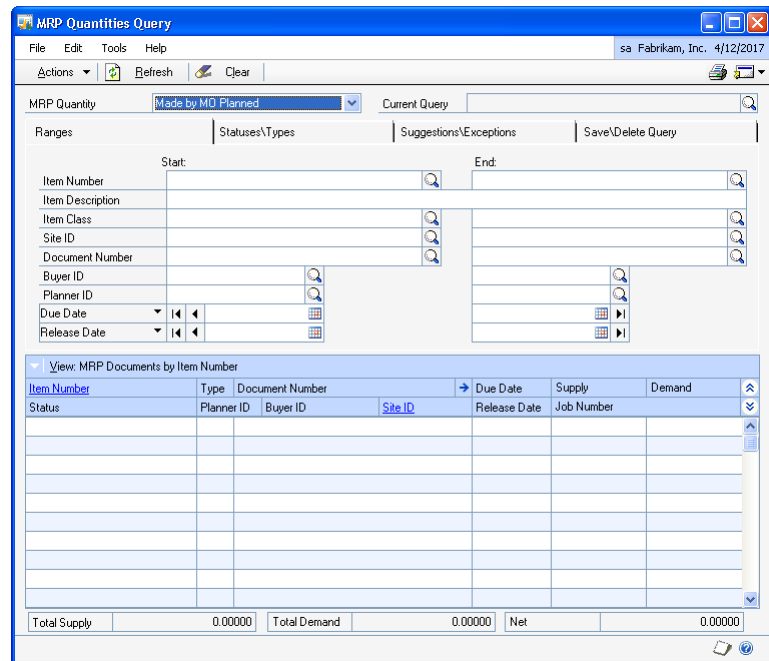 MRP Quantities Query
File Edit Tools Help sa Fabrikam, Inc. 4/12/2017
Actions Refresh Clear
MRP Quantity Made by MO Planned Current Query
Ranges Statuses\Types Suggestions\Exceptions Save\Delete Query
Start: End:
Item Number
Item Description
Item Class
Site ID
Document Number
Buyer ID
Planner ID
Due Date
Release Date
View: MRP Documents by Item Number
Item Number Type Document Number Due Date Supply Demand
Status Planner ID Buyer ID Site ID Release Date Job Number
Total Supply 0.00000 Total Demand 0.00000 Net 0.00000